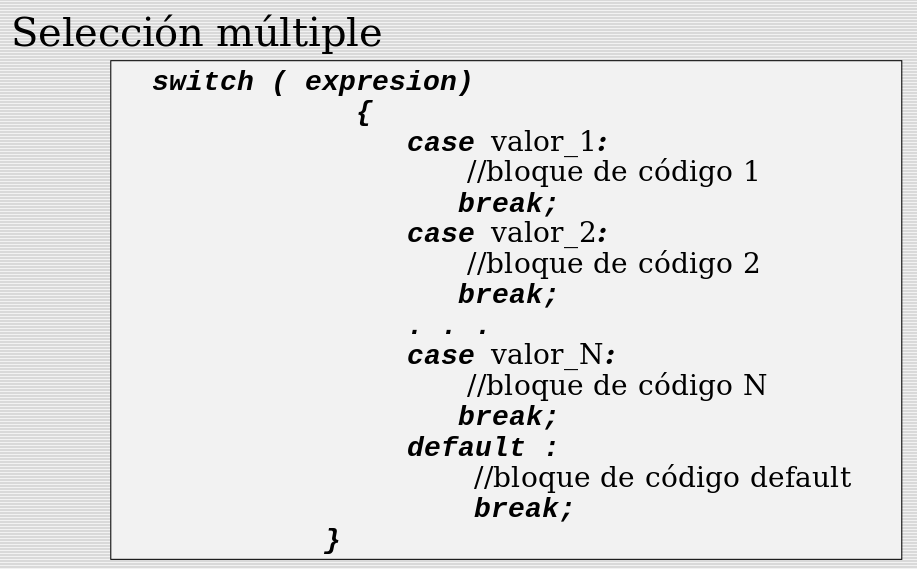 Selección múltiple
switch ( expresion)
{
case valor_1:
//bloque de código 1
break;
case valor_2:
//bloque de código 2
break;
. . .
case valor_N:
//bloque de código N
break;
default :
//bloque de código default
break;
}